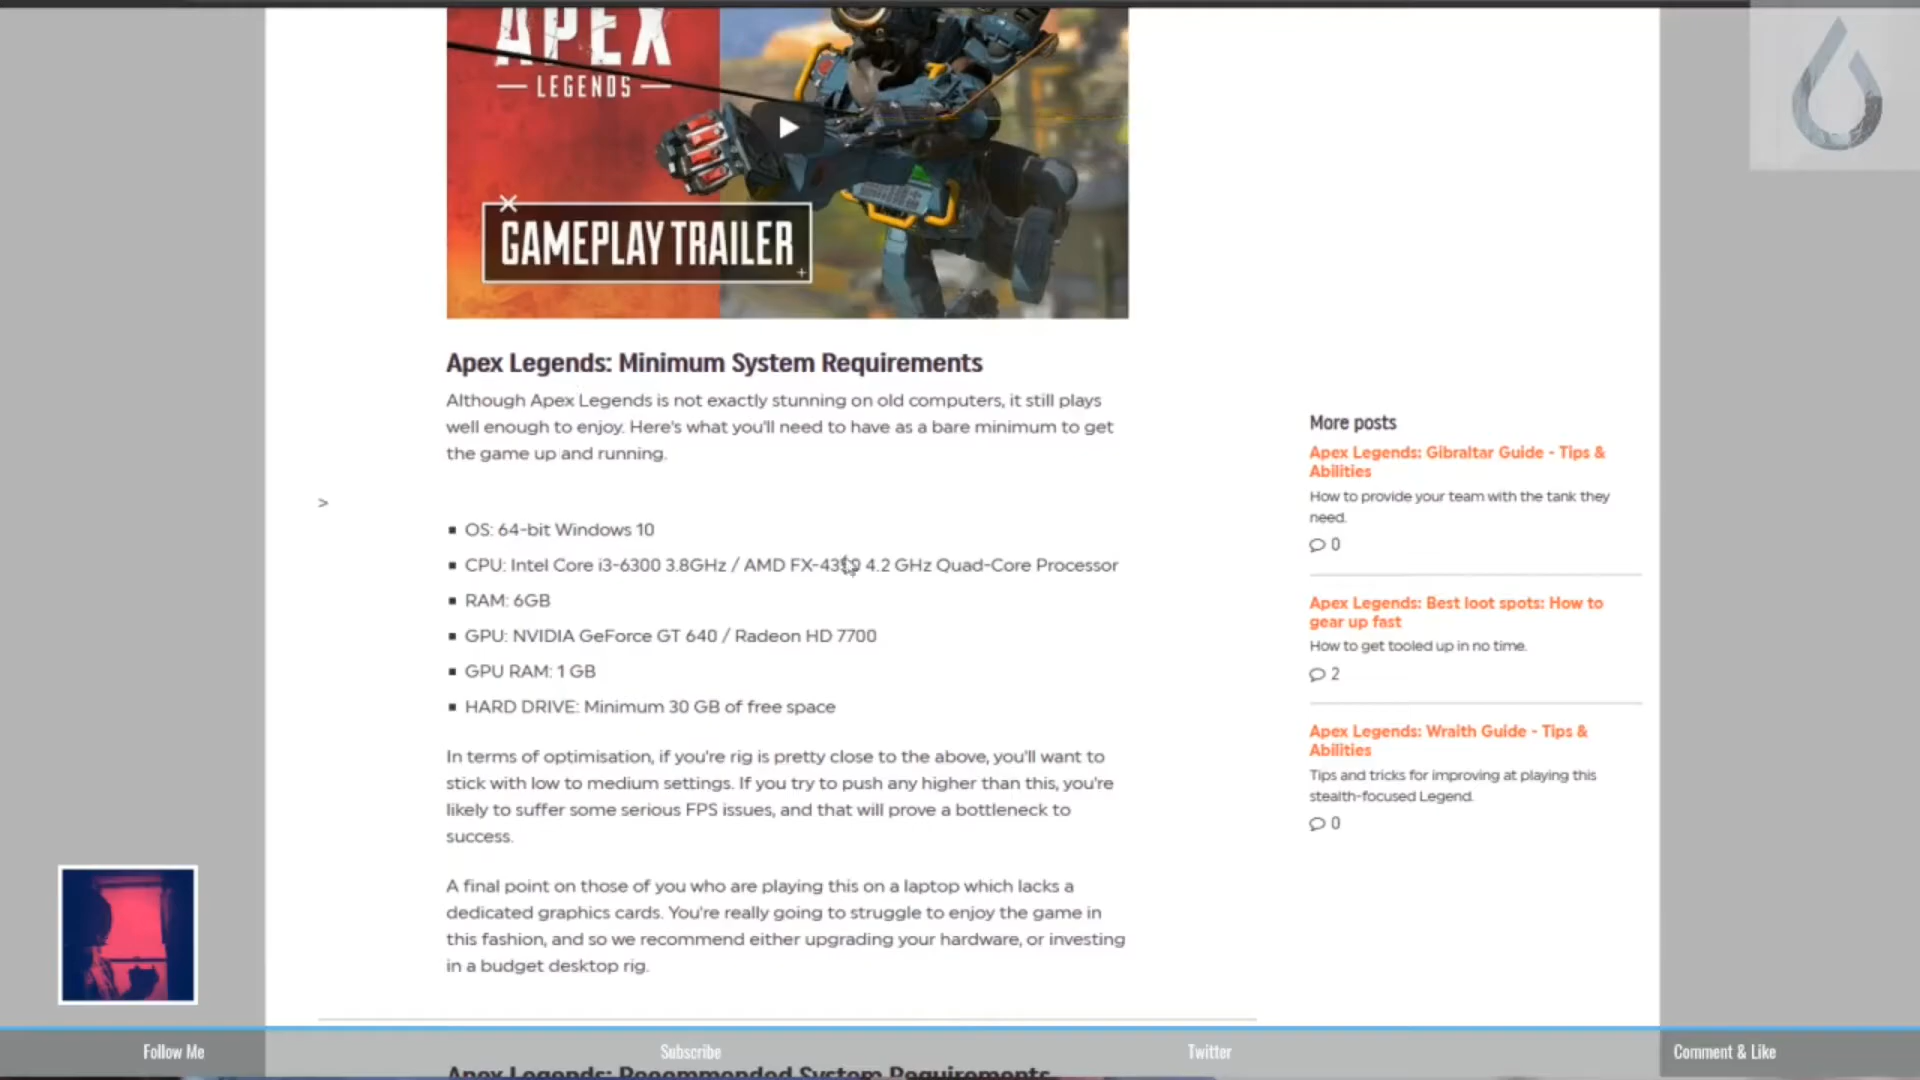 APEX
LEGENDS
GAMEPLAY TRAILER
Apex Legends: Minimum System Requirements
Although Apex Legends is not exactly stunning on old computers, it still plays
well enough to enjoy. Here's what you'll need to have as a bare minimum to get
the game up and running.
>
OS: 64-bit Windows 10
CPU: Intel Core i3-6300 3.8GHz / AMD 4.2 GHz Quad-Core Processor
RAM: 6GB
GPU: NVIDIA GeForce GT 640 / Radeon HD 7700
GPU RAM: 1 GB
HARD DRIVE: Minimum 30 GB of free space
In terms of optimisation, if you're rig is pretty close to the above, you'll want to
stick with low to medium settings. If you try to push any higher than this, you're
likely to suffer some serious FPS issues, and that will prove a bottleneck to
success.
A final point on those of you who are playing this on a laptop which lacks a
dedicated graphics cards. You're really going to struggle to enjoy the game in
this fashion, and so we recommend either upgrading your hardware, or investing
in a budget desktop rig.
Apex Legends: Recommended System Requirements
More posts
Apex Legends: Gibraltar Guide - Tips &
Abilities
How to provide your team with the tank they
need.
0
Apex Legends: Best loot spots: How to
gear up fast
How to get tooled up in no time.
2
Apex Legends: Wraith Guide - Tips &
Abilities
Tips and tricks for improving at playing this
stealth-focused Legend.
0
Follow Me
Subscribe
Twitter
Comment & Like